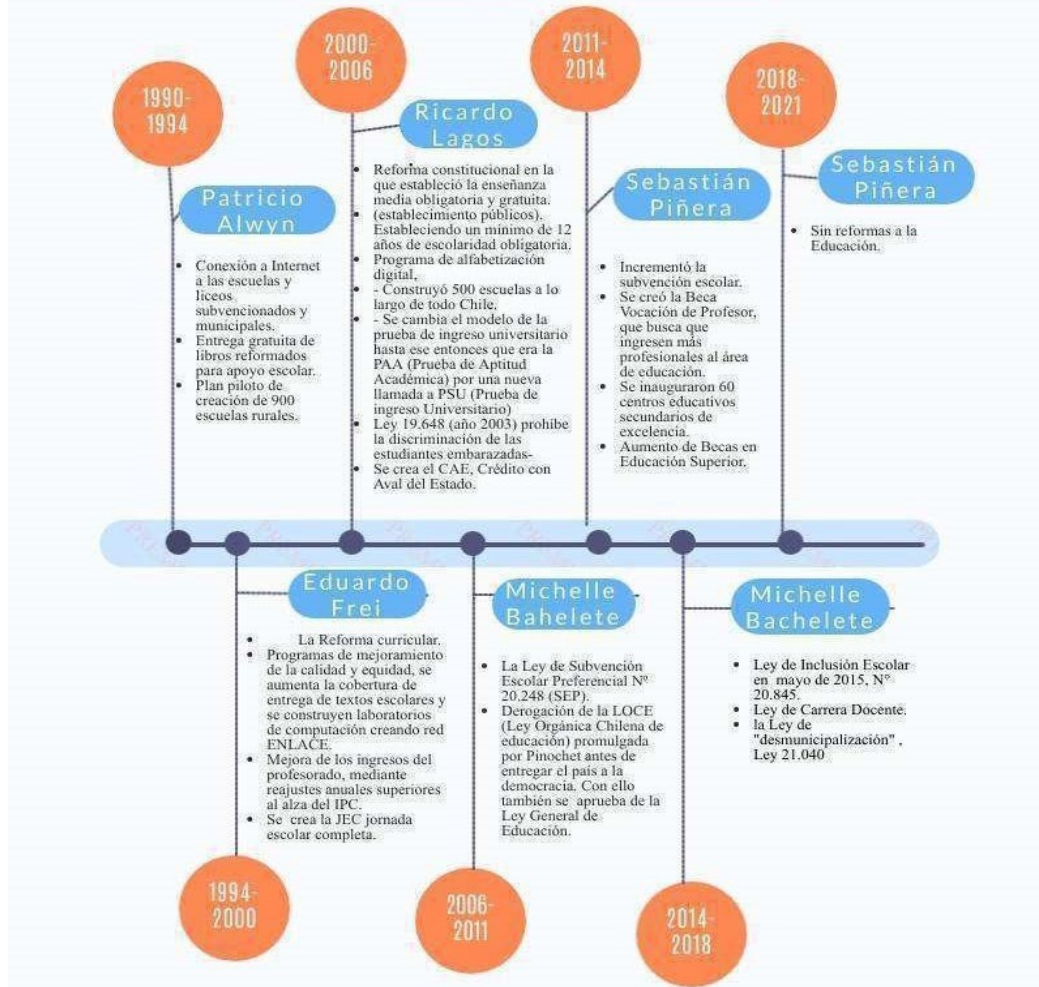 1990-
1994
Patricio
Alwyn
Conexión a Internet
a las escuelas y
liceos
subvencionados y
municipales.
Entrega gratuita de
libros reformados
para apoyo escolar.
Plan piloto de
creación de 900
escuelas rurales.
2000-
2006
Ricardo
Lagos
Reforma constitucional en la
que estableció la enseñanza
media obligatoria y gratuita.
(establecimiento públicos).
Estableciendo un mínimo de 12
años de escolaridad obligatoria.
Programa de alfabetización
digital,
- Construyó 500 escuelas a lo
largo de todo Chile.
- Se cambia el modelo de la
prueba de ingreso universitario
hasta ese entonces que era la
PAA (Prueba de Aptitud
Académica) por una nueva
llamada a PSU (Prueba de
ingreso Universitario)
Ley 19.648 (año 2003) prohibe
la discriminación de las
estudiantes embarazadas-
Se crea el CAE, Crédito con
Aval del Estado.
2011-
2014
Sebastián
Piñera
Incrementó la
subvención escolar.
Se creó la Beca
Vocación de Profesor,
que busca que
ingresen más
profesionales al área
de educación.
Se inauguraron 60
centros educativos
secundarios de
excelencia.
Aumento de Becas en
Educación Superior.
2018-
2021
Sebastián
Piñera
Sin reformas a la
Educación.
Eduardo
Frei
La Reforma curricular.
Programas de mejoramiento
de la calidad y equidad, se
aumenta la cobertura de
entrega de textos escolares y
se construyen laboratorios
de computación creando red
ENLACE.
Mejora de los ingresos del
profesorado, mediante
reajustes anuales superiores
al alza del IPC.
Se crea la JEC jornada
escolar completa.
1994-
2000
Michelle
Bahelete
La Ley de Subvención
Escolar Preferencial Nº
20.248 (SEP).
Derogación de la LOCE
(Ley Orgánica Chilena de
educación) promulgada
por Pinochet antes de
entregar el país a la
democracia. Con ello
también se aprueba de la
Ley General de
Educación.
2006-
2011
Michelle
Bachelete
Ley de Inclusión Escolar
en mayo de 2015, N°
20.845.
Ley de Carrera Docente.
la Ley de
"desmunicipalización" ,
Ley 21.040
2014-
2018